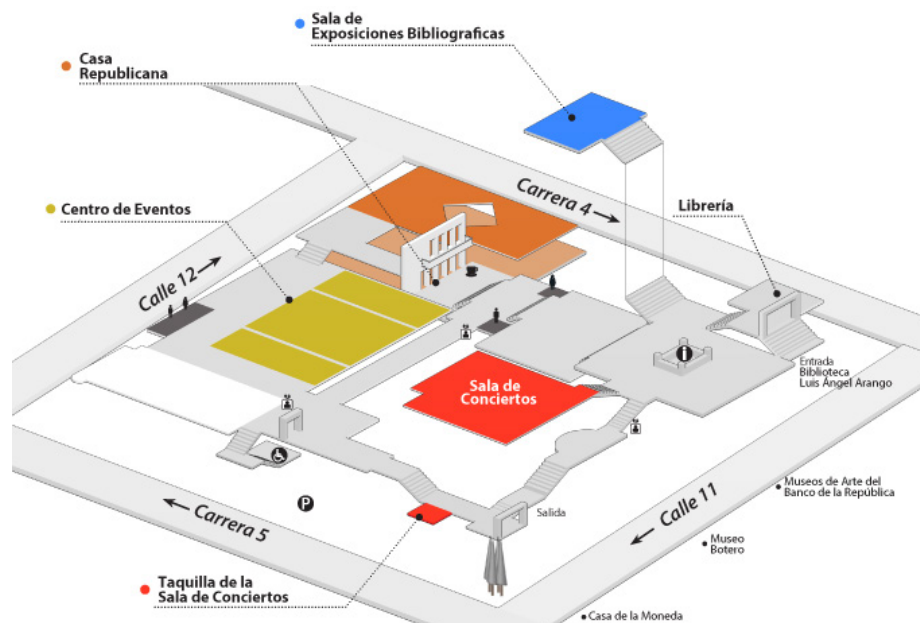 Sala de
Exposiciones Bibliograficas
Casa
Republicana
Carrera 4
Librería
Centro de Eventos
Calle 12
Entrada
Biblioteca
Luis Ángel Arango
Sala de
Conciertos
Museos de Arte del
Banco de la República
P
Carrera 5
Salida
Calle 11
Museo
Botero
Taquilla de la
Sala de Conciertos
Casa de la Moneda
i